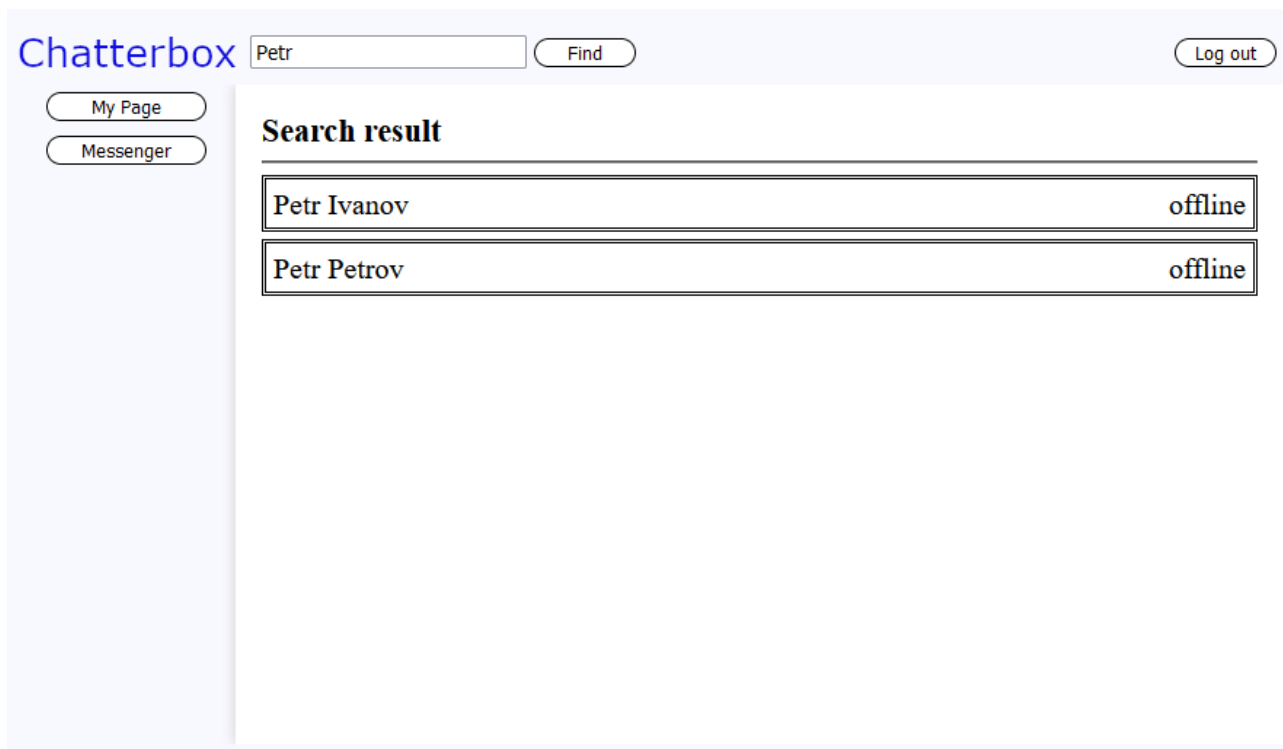 Chatterbox Petr Find Log out
My Page
Messenger
Search result
Petr Ivanov offline
Petr Petrov offline